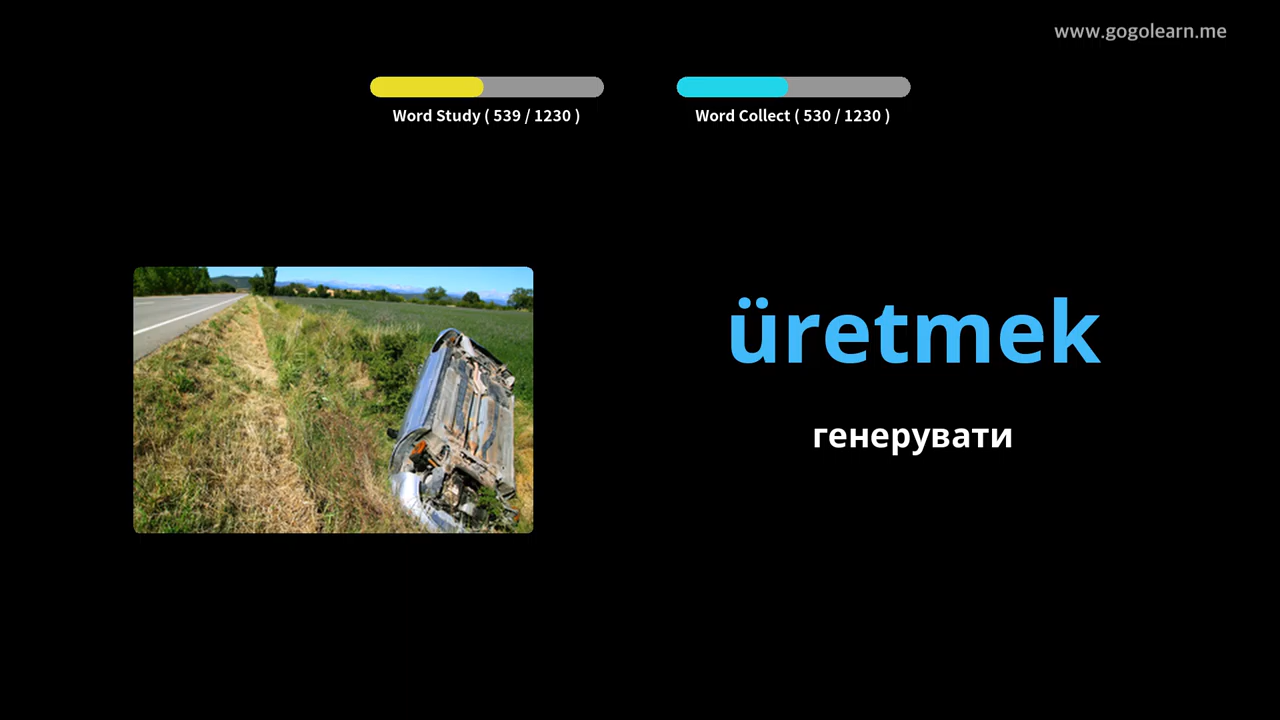 www.gogolearn.me
Word Study ( 539 / 1230 )
Word Collect ( 530 / 1230 )
üretmek
генерувати